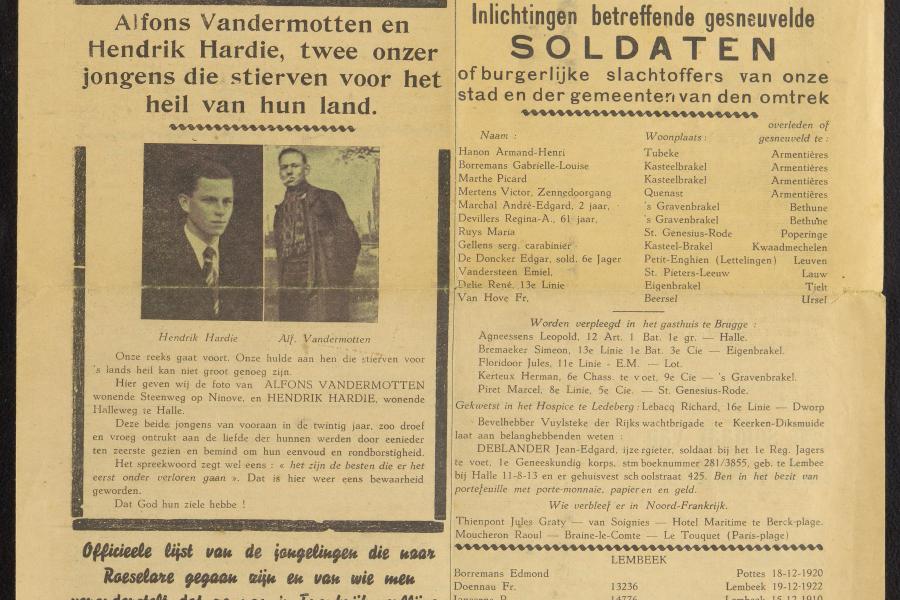 Alfons Vandermotten en
Hendrik Hardie, twee onzer
jongens die stierven voor het
heil van hun land.
Hendrik Hardie
Alf. Vandermotten
Onze reeks gaat voort. Onze hulde aan hen die stierven voor
's lands heil kan niet groot genoeg zijn.
Hier geven wij de foto van ALFONS VANDERMOTTEN
wonende Steenweg op Ninove, en HENDRIK HARDIE, wonende
Halleweg te Halle.
Deze beide jongens van vooraan in de twintig jaar, zoo droef
en vroeg ontrukt aan de liefde der hunnen werden door eenieder
ten zeerste gezien en bemind om hun eenvoud en rondborstigheid.
Het spreekwoord zegt wel eens : « het zijn de besten die er het
eerst onder verloren gaan ». Dat is hier weer eens bewaarheid
geworden.
Dat God hun ziele hebbe !
Officieele lijst van de jongelingen die naar
Roeselare gegaan zijn en van wie men
Inlichtingen betreffende gesneuvelde
SOLDATEN
of burgerlijke slachtoffers van onze
stad en der gemeenten van den omtrek
Naam : Woonplaats : overleden of gesneuveld te :
Hanon Armand-Henri Tubeke Armentières
Borremans Gabrielle-Louise Kasteelbrakel Armentières
Marthe Picard Kasteelbrakel Armentières
Mertens Victor, Zenngdoorgang Quenast Armentières
Marchal André-Edgard, 2 jaar, 's Gravenbrakel Bethune
Devillers Regina-A., 61 jaar, 's Gravenbrakel Bethune
Ruys Maria St. Genesius-Rode Poperinge
Gellens serg. carabinier Kasteel-Brakel Kwaadmechelen
De Doncker Edgar, sold. 6e Jager Petit-Enghien (Lettelingen) Leuven
Vandersteen Emiel, St. Pieters-Leeuw Lauw
Delie René, 13e Linie Eigenbrakel Tielt
Van Hove Fr. Beersel Ursel
Worden verpleegd in het gasthuis te Brugge :
Agneessens Leopold, 12 Art. 1 Bat. 1e gr. — Halle.
Bremaeker Simeon, 13e Linie 1e Bat. 3e Cie — Eigenbrakel.
Floridoor Jules, 11e Linie - E.M. — Lot.
Kerteux Herman, 6e Chass. te voet, 9e Cie — 's Gravenbrakel.
Piret Marcel, 8e Linie, 5e Cie. — St. Genesius-Rode.
Gekwetst in het Hospice te Ledeberg : Lebacq Richard, 16e Linie — Dworp
Bevelhebber Vuylsteke der Rijkswachtbrigade te Keerken-Diksmuide
laat aan belanghebbenden weten :
DEBLANDER Jean-Edgard, ijzergieter, soldaat bij het 1e Reg. Jagers
te voet, 1e Geneeskundig korps. stmboeknummer 281/3855, geb. te Lembee
bij Halle 11-8-13 en er gehuisvest schoolstraat 425. Ben in het bezit van
portefeuille met porte-monnaie, papieren en geld.
Wie verbleef er in Noord-Frankrijk.
Thienpont Jules Graty — van Soignies — Hotel Maritime te Berck-plage.
Moucheron Raoul — Braine-le-Comte — Le Touquet (Paris-plage)
LEMBEEK
Borremans Edmond Pottes 18-12-1920
Doennau Fr. 13236 Lembeek 19-12-1922